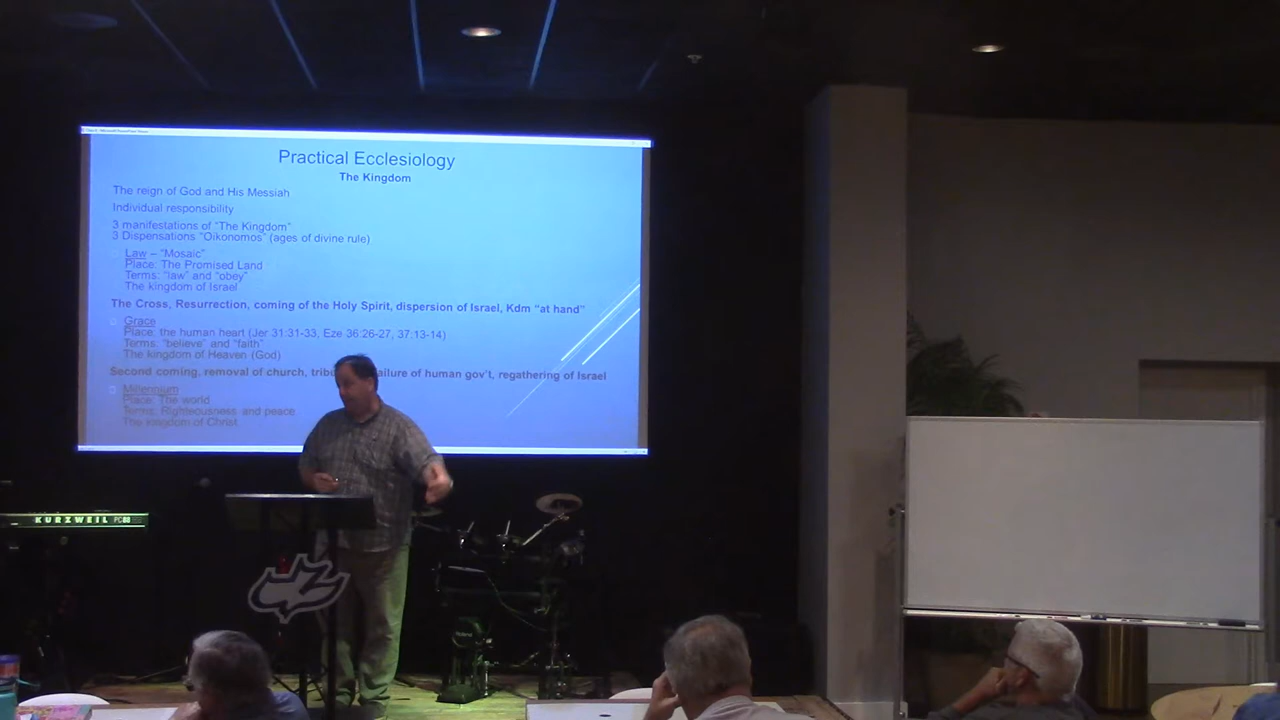 Practical Ecclesiology
The Kingdom
The reign of God and His Messiah
Individual responsibility
3 manifestations of "The Kingdom"
3 Dispensations "Oikonomos" (ages of divine rule)
Law – "Mosaic"
Place: The Promised Land
Terms: "law" and "obey"
The kingdom of Israel
The Cross, Resurrection, coming of the Holy Spirit, dispersion of Israel, Kdm "at hand"
Grace
Place: the human heart (Jer 31:31-33, Eze 36:26-27, 37:13-14)
Terms: "believe" and "faith"
The kingdom of Heaven (God)
Second coming, removal of church, failure of human gov't, regathering of Israel
Millennium
Place: The world
Terms: Righteousness and peace
The kingdom of Christ
KURZWEIL PC88
Roland